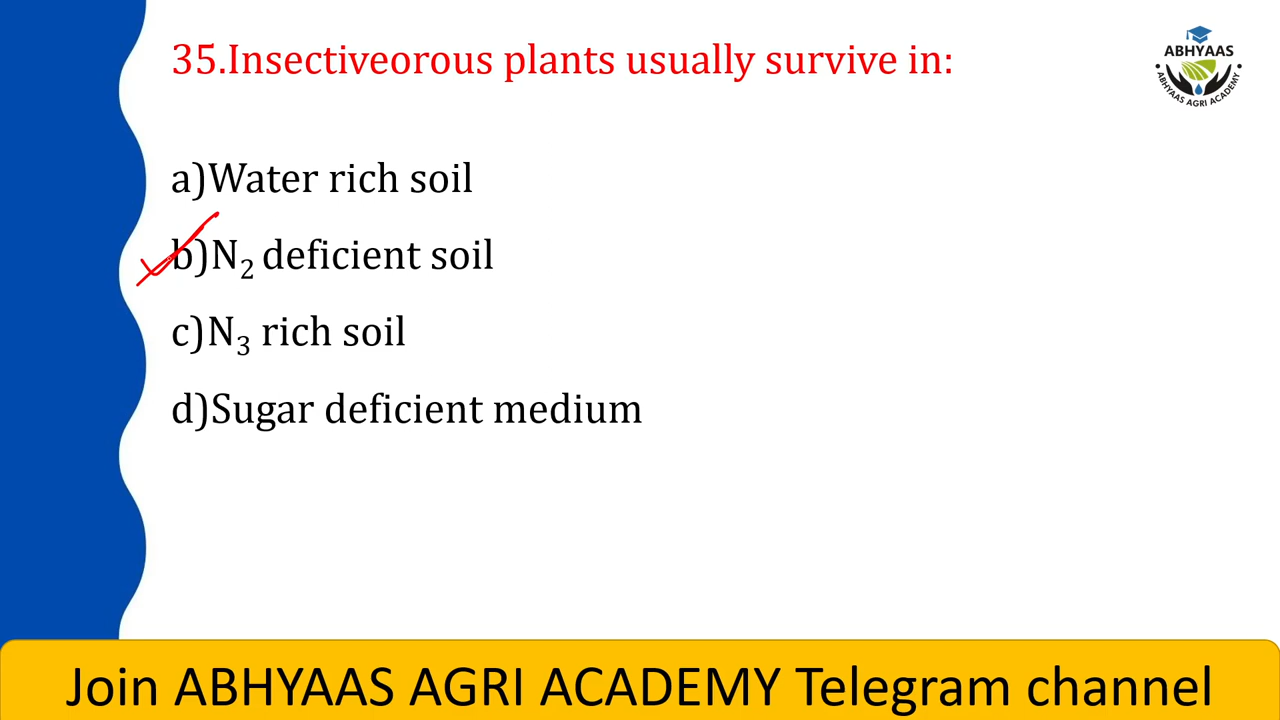 35.Insectiveorous plants usually survive in:
ABHYAAS
ABHYAAS AGRI ACADEMY
a)Water rich soil
b)N₂ deficient soil
c)N₃ rich soil
d)Sugar deficient medium
Join ABHYAAS AGRI ACADEMY Telegram channel